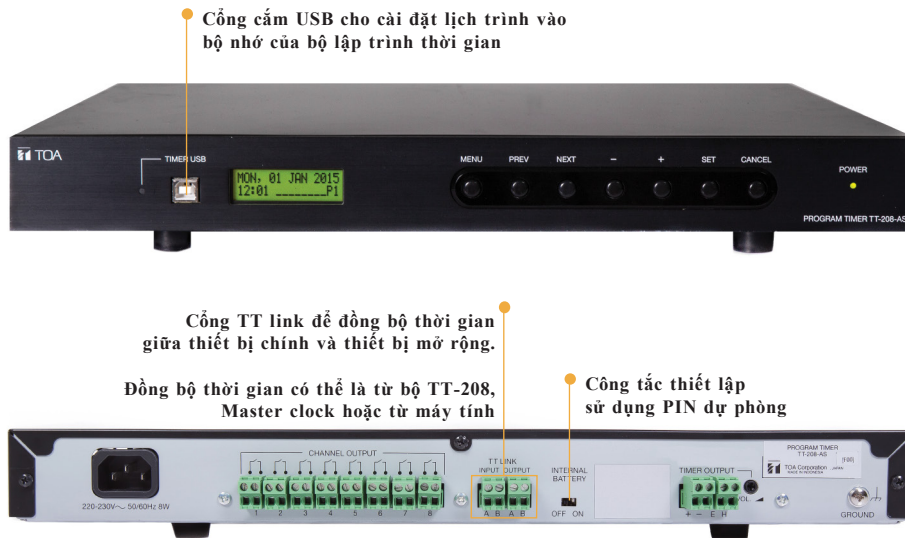 Cổng cắm USB cho cài đặt lịch trình vào
bộ nhớ của bộ lập trình thời gian
TOA
TIMER USB
MON, 01 JAN 2015
12:01 ________P1
MENU PREV NEXT − + SET CANCEL
POWER
PROGRAM TIMER TT-208-AS
Cổng TT link để đồng bộ thời gian
giữa thiết bị chính và thiết bị mở rộng.
Đồng bộ thời gian có thể là từ bộ TT-208,
Master clock hoặc từ máy tính
Công tắc thiết lập
sử dụng PIN dự phòng
220-230V~ 50/60Hz 8W
CHANNEL OUTPUT
1 2 3 4 5 6 7 8
TT LINK
INPUT OUTPUT
A B A B
INTERNAL
BATTERY
OFF ON
PROGRAM TIMER
TT-208-AS
TOA Corporation
MADE IN INDONESIA
TIMER OUTPUT
VOL.
+ − E H
GROUND